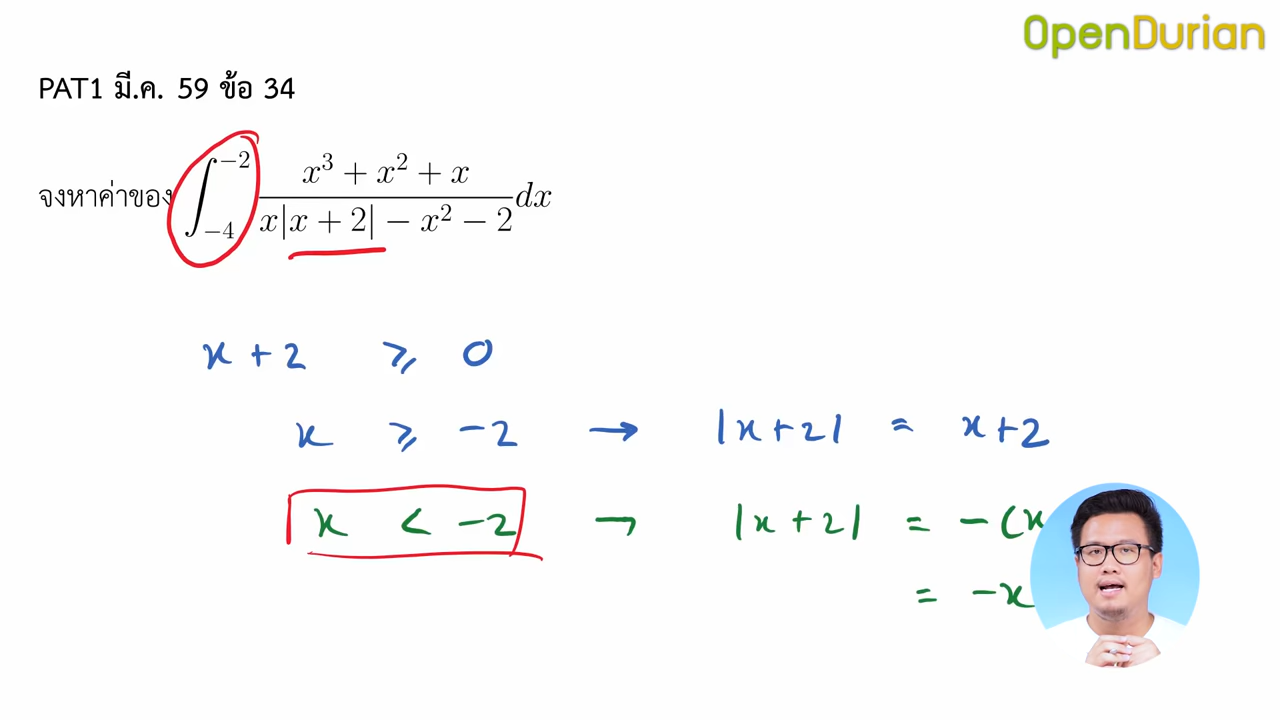 OpenDurian
PAT1 มี.ค. 59 ข้อ 34
จงหาค่าของ ∫₋₄⁻² (x³ + x² + x)/(x|x + 2| − x² − 2) dx
x + 2 ≥ 0
x ≥ -2 → |x+2| = x+2
x < -2 → |x + 2| = -(x
= -x